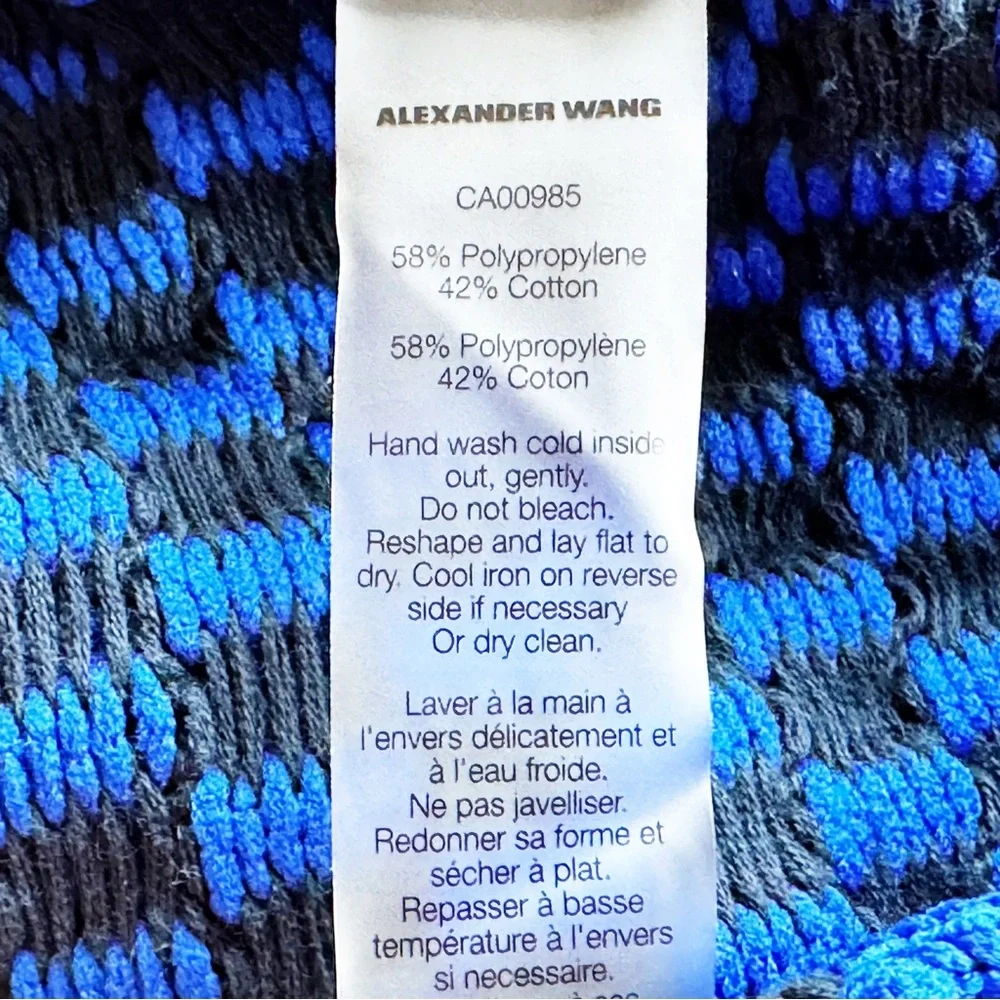 ALEXANDER WANG
CA00985
58% Polypropylene
42% Cotton
58% Polypropylène
42% Coton
Hand wash cold inside
out, gently.
Do not bleach.
Reshape and lay flat to
dry. Cool iron on reverse
side if necessary
Or dry clean.
Laver à la main à
l'envers délicatement et
à l'eau froide.
Ne pas javelliser.
Redonner sa forme et
sécher à plat.
Repasser à basse
température à l'envers
si necessaire.